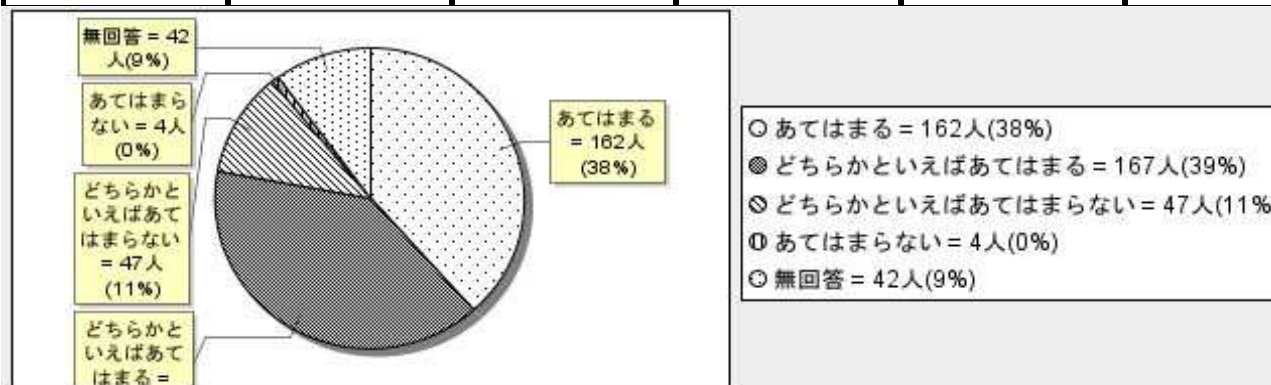 無回答 = 42
人(9%)
あてはまら
ない = 4人
(0%)
どちらかと
いえばあて
はまらない
= 47人
(11%)
どちらかと
いえばあて
はまる =
あてはまる
= 162人
(38%)
あてはまる = 162人(38%)
どちらかといえばあてはまる = 167人(39%)
どちらかといえばあてはまらない = 47人(11%
あてはまらない = 4人(0%)
無回答 = 42人(9%)